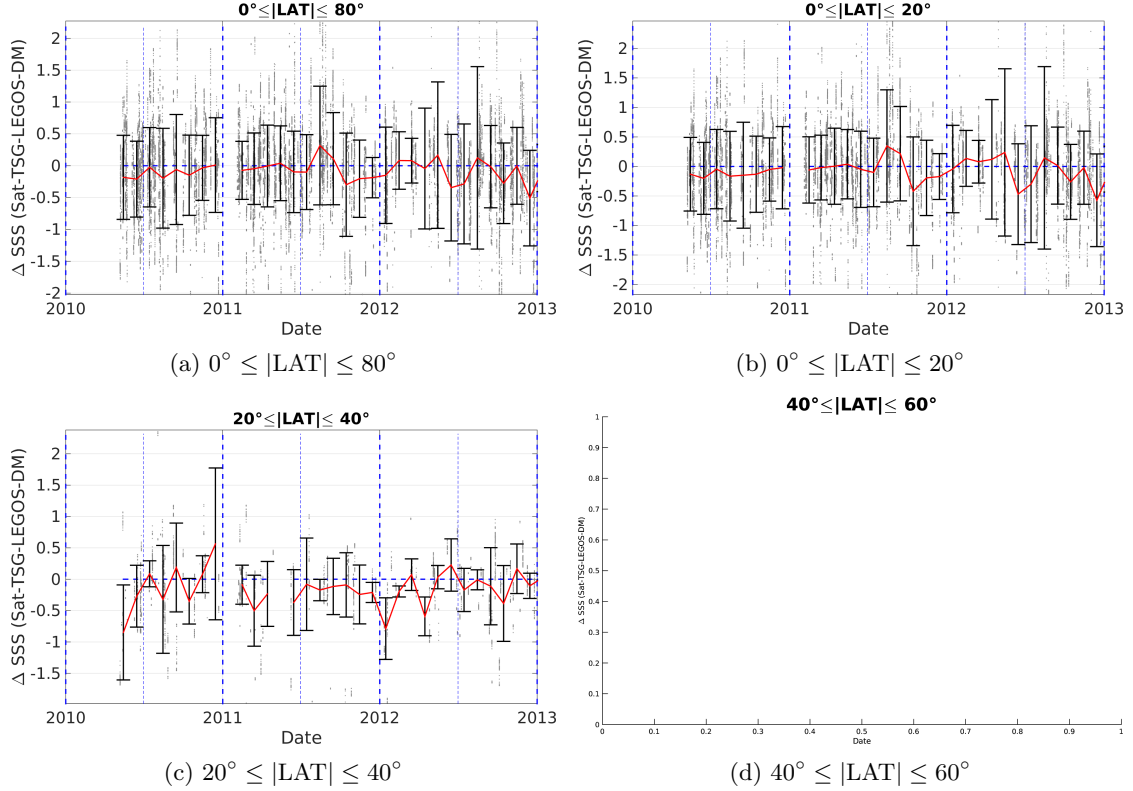 0°≤|LAT|≤ 80°
Δ SSS (Sat-TSG-LEGOS-DM)
2
1.5
1
0.5
0
-0.5
-1
-1.5
-2
2010 2011 2012 2013
Date
(a) 0° ≤ |LAT| ≤ 80°
0°≤|LAT|≤ 20°
Δ SSS (Sat-TSG-LEGOS-DM)
2
1.5
1
0.5
0
-0.5
-1
-1.5
-2
2010 2011 2012 2013
Date
(b) 0° ≤ |LAT| ≤ 20°
20°≤|LAT|≤ 40°
Δ SSS (Sat-TSG-LEGOS-DM)
2
1.5
1
0.5
0
-0.5
-1
-1.5
2010 2011 2012 2013
Date
(c) 20° ≤ |LAT| ≤ 40°
40°≤|LAT|≤ 60°
Δ SSS (Sat-TSG-LEGOS-DM)
1
0.9
0.8
0.7
0.6
0.5
0.4
0.3
0.2
0.1
0
0 0.1 0.2 0.3 0.4 0.5 0.6 0.7 0.8 0.9 1
Date
(d) 40° ≤ |LAT| ≤ 60°